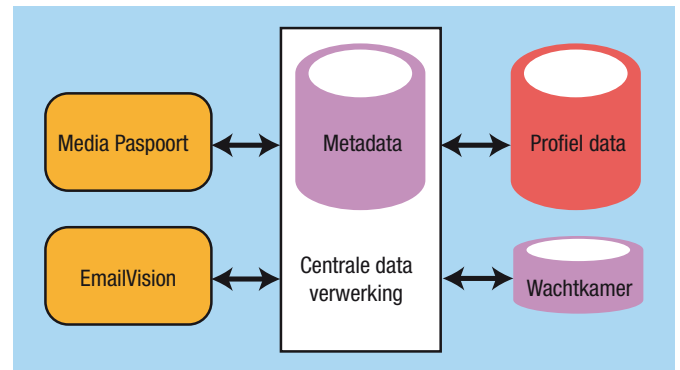 Media Paspoort
Metadata
Profiel data
EmailVision
Centrale data
verwerking
Wachtkamer